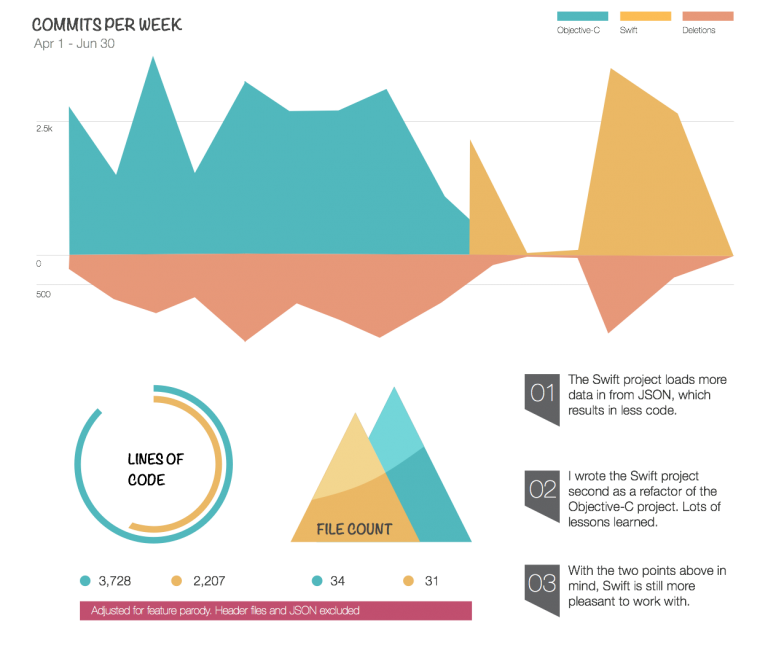 COMMITS PER WEEK
Apr 1 - Jun 30
Objective-C
Swift
Deletions
2.5k
0
500
LINES OF
CODE
3,728
2,207
FILE COUNT
34
31
Adjusted for feature parody. Header files and JSON excluded
01
The Swift project loads more
data in from JSON, which
results in less code.
02
I wrote the Swift project
second as a refactor of the
Objective-C project. Lots of
lessons learned.
03
With the two points above in
mind, Swift is still more
pleasant to work with.